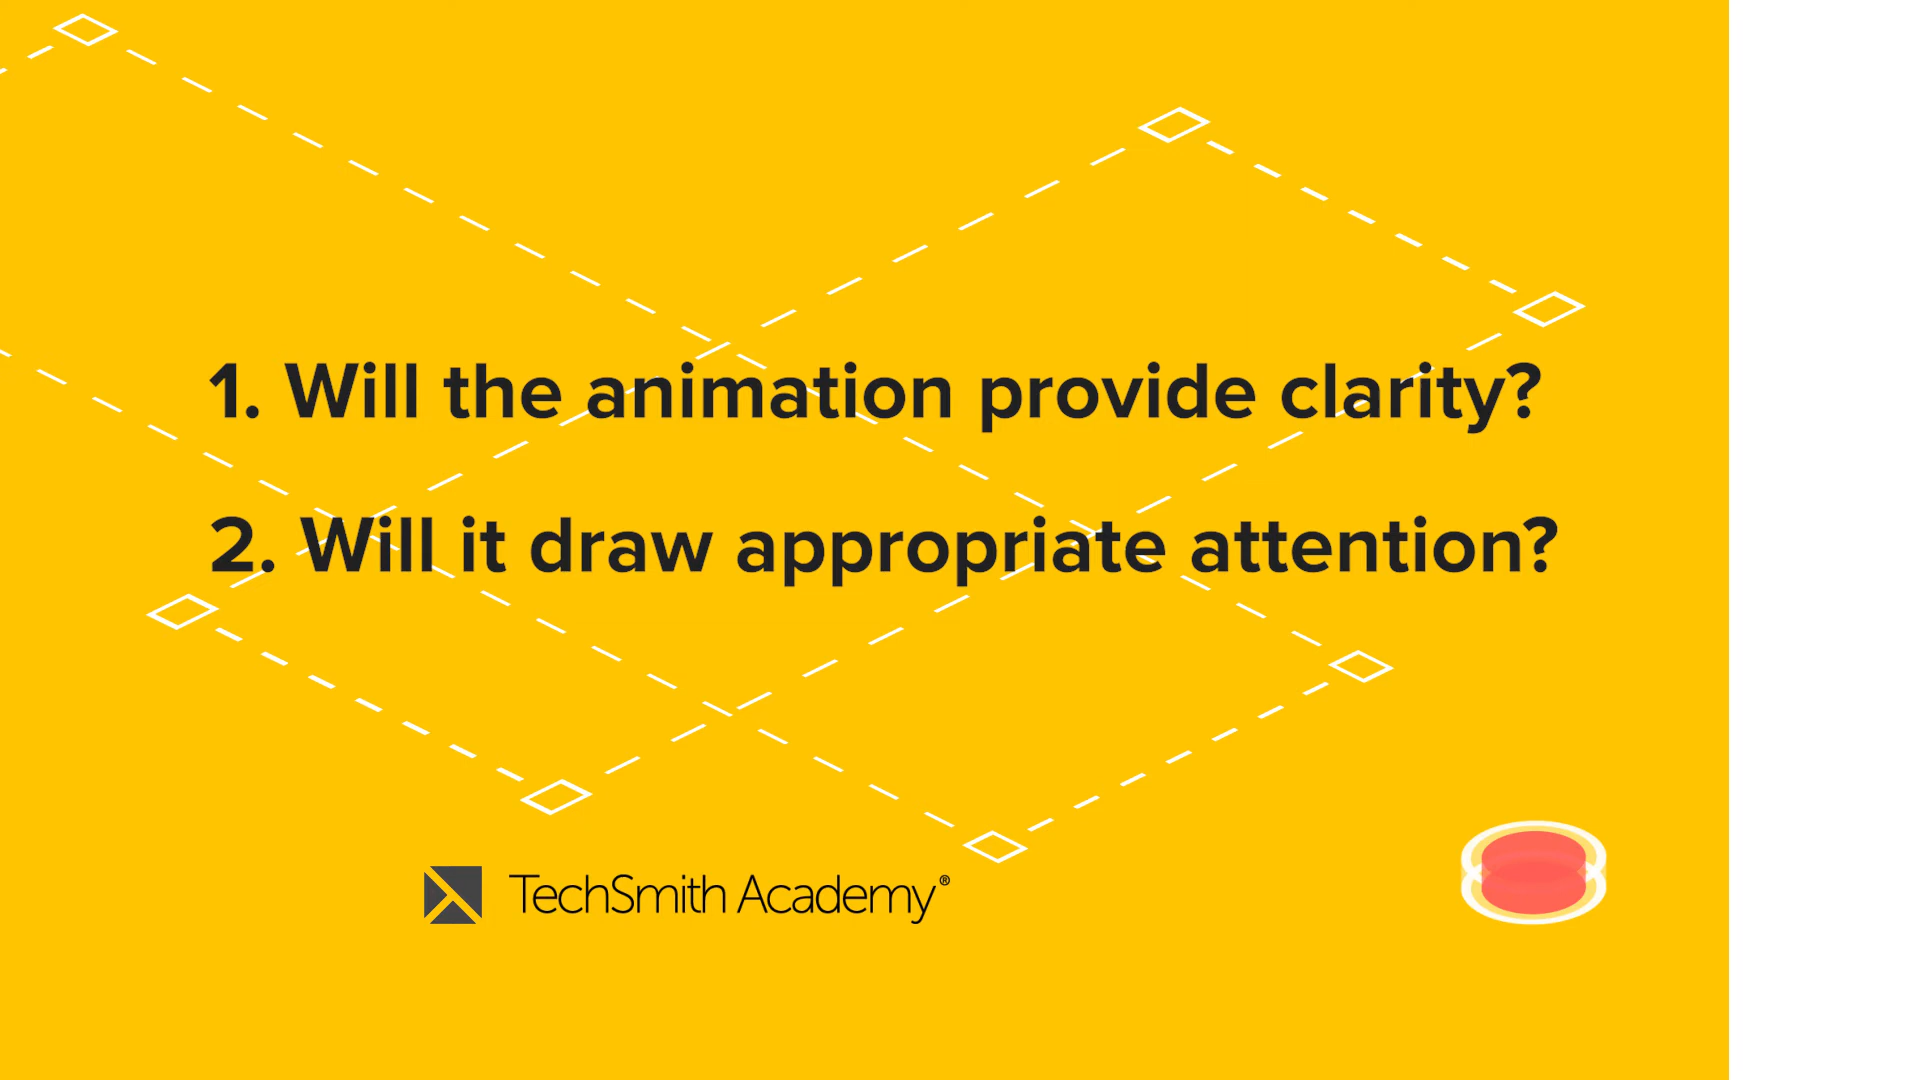 1. Will the animation provide clarity?
2. Will it draw appropriate attention?
TechSmith Academy®